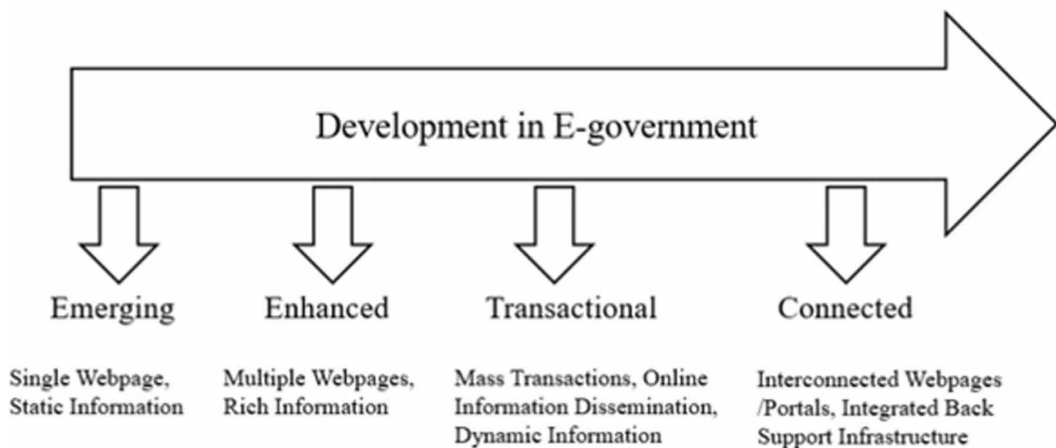 Development in E-government
Emerging
Enhanced
Transactional
Connected
Single Webpage,
Static Information
Multiple Webpages,
Rich Information
Mass Transactions, Online
Information Dissemination,
Dynamic Information
Interconnected Webpages
/Portals, Integrated Back
Support Infrastructure